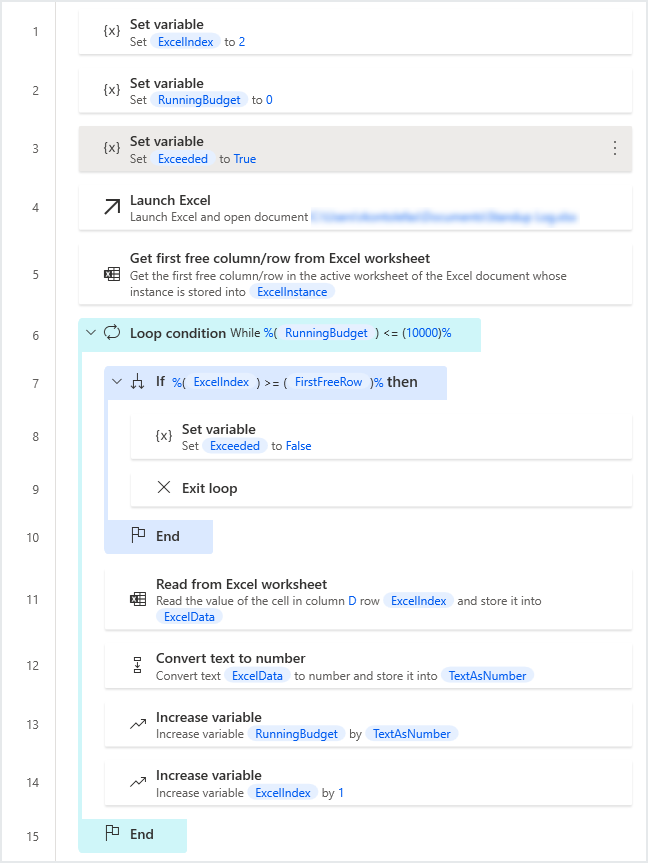 1 {x} Set variable
Set ExcelIndex to 2
2 {x} Set variable
Set RunningBudget to 0
3 {x} Set variable
Set Exceeded to True
4 Launch Excel
Launch Excel and open document
5 Get first free column/row from Excel worksheet
Get the first free column/row in the active worksheet of the Excel document whose
instance is stored into ExcelInstance
6 Loop condition While %( RunningBudget ) <= (10000)%
7 If %( ExcelIndex ) >= ( FirstFreeRow )% then
8 {x} Set variable
Set Exceeded to False
9 Exit loop
10 End
11 Read from Excel worksheet
Read the value of the cell in column D row ExcelIndex and store it into
ExcelData
12 Convert text to number
Convert text ExcelData to number and store it into TextAsNumber
13 Increase variable
Increase variable RunningBudget by TextAsNumber
14 Increase variable
Increase variable ExcelIndex by 1
15 End